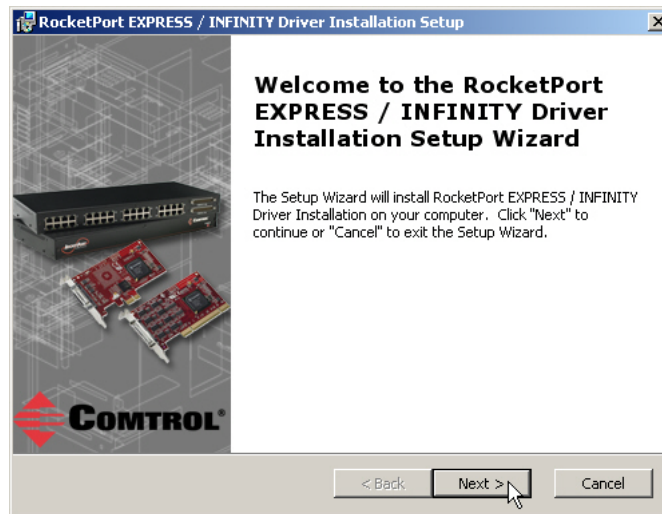 RocketPort EXPRESS / INFINITY Driver Installation Setup
Welcome to the RocketPort
EXPRESS / INFINITY Driver
Installation Setup Wizard
The Setup Wizard will install RocketPort EXPRESS / INFINITY
Driver Installation on your computer. Click "Next" to
continue or "Cancel" to exit the Setup Wizard.
COMTROL®
< Back
Next >
Cancel